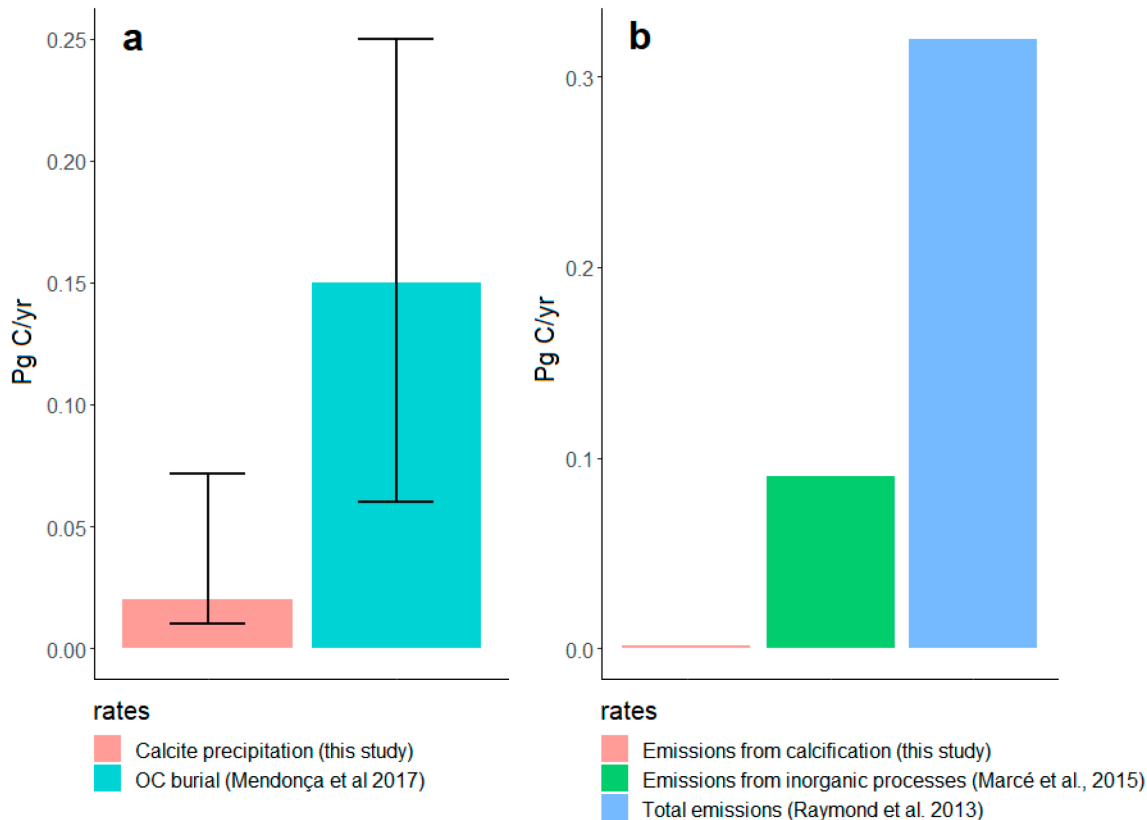 a
0.25
0.20
0.15
0.10
0.05
0.00
Pg C/yr
rates
Calcite precipitation (this study)
OC burial (Mendonça et al 2017)
b
0.3
0.2
0.1
0.0
Pg C/yr
rates
Emissions from calcification (this study)
Emissions from inorganic processes (Marcé et al., 2015)
Total emissions (Raymond et al. 2013)